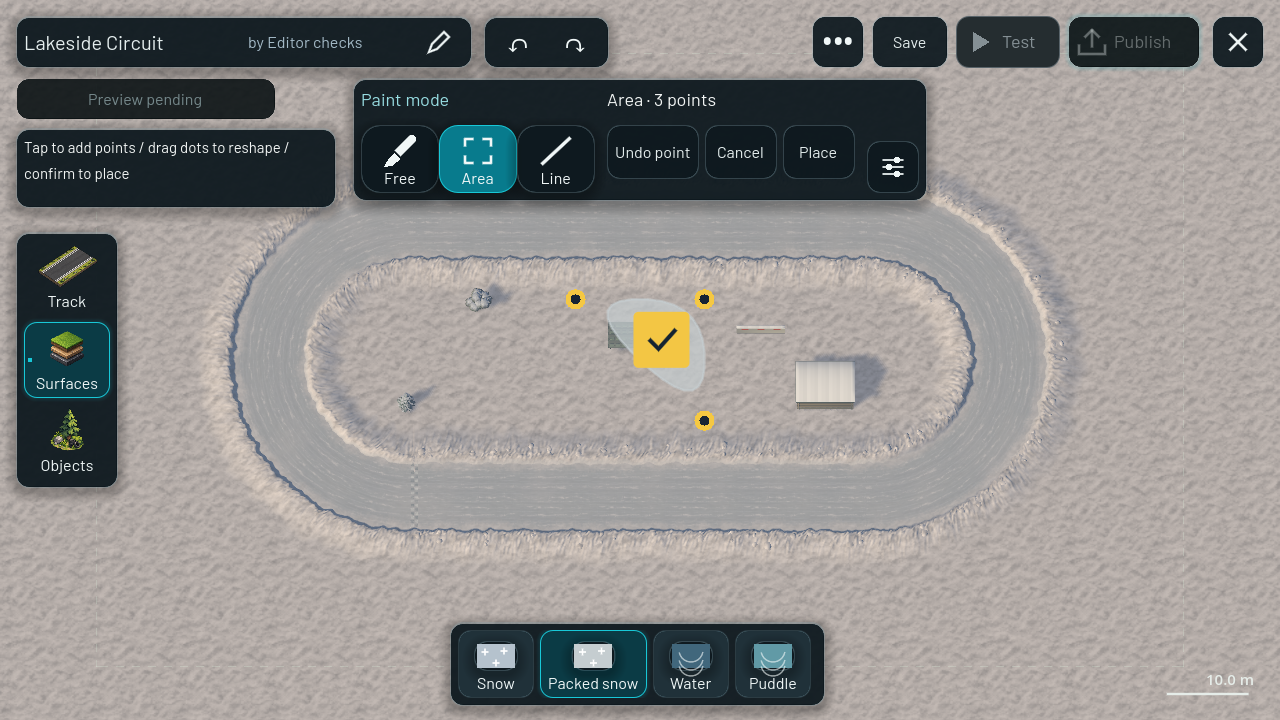 Lakeside Circuit
by Editor checks
Save
Test
Publish
Preview pending
Tap to add points / drag dots to reshape /
confirm to place
Paint mode
Area · 3 points
Free
Area
Line
Undo point
Cancel
Place
Track
Surfaces
Objects
Snow
Packed snow
Water
Puddle
10.0 m